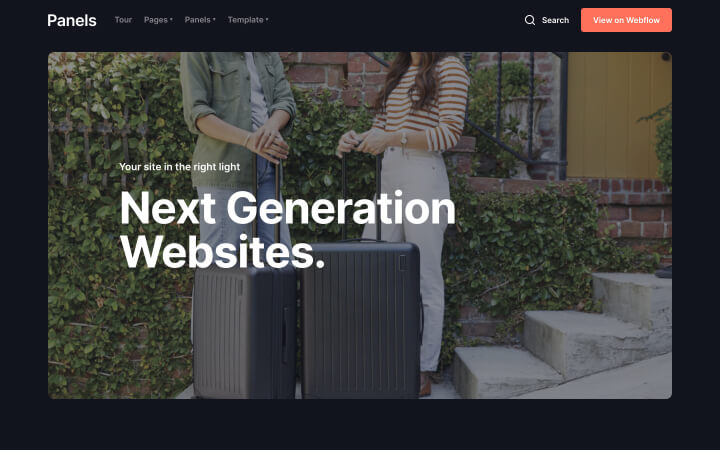 Panels
Tour
Pages
Panels
Template
Search
View on Webflow
Your site in the right light
Next Generation
Websites.